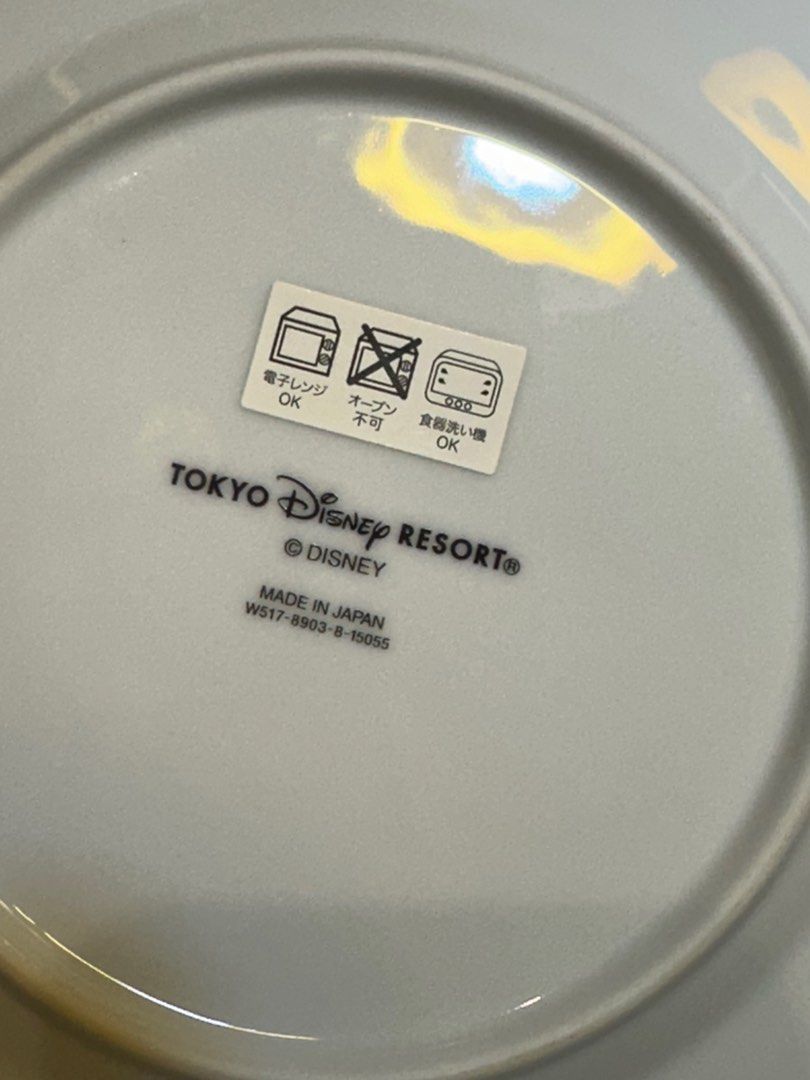 電子レンジ
OK
オーブン
不可
食器洗い機
OK
TOKYO DISNEY RESORT®
© DISNEY
MADE IN JAPAN
W517-8903-8-15055